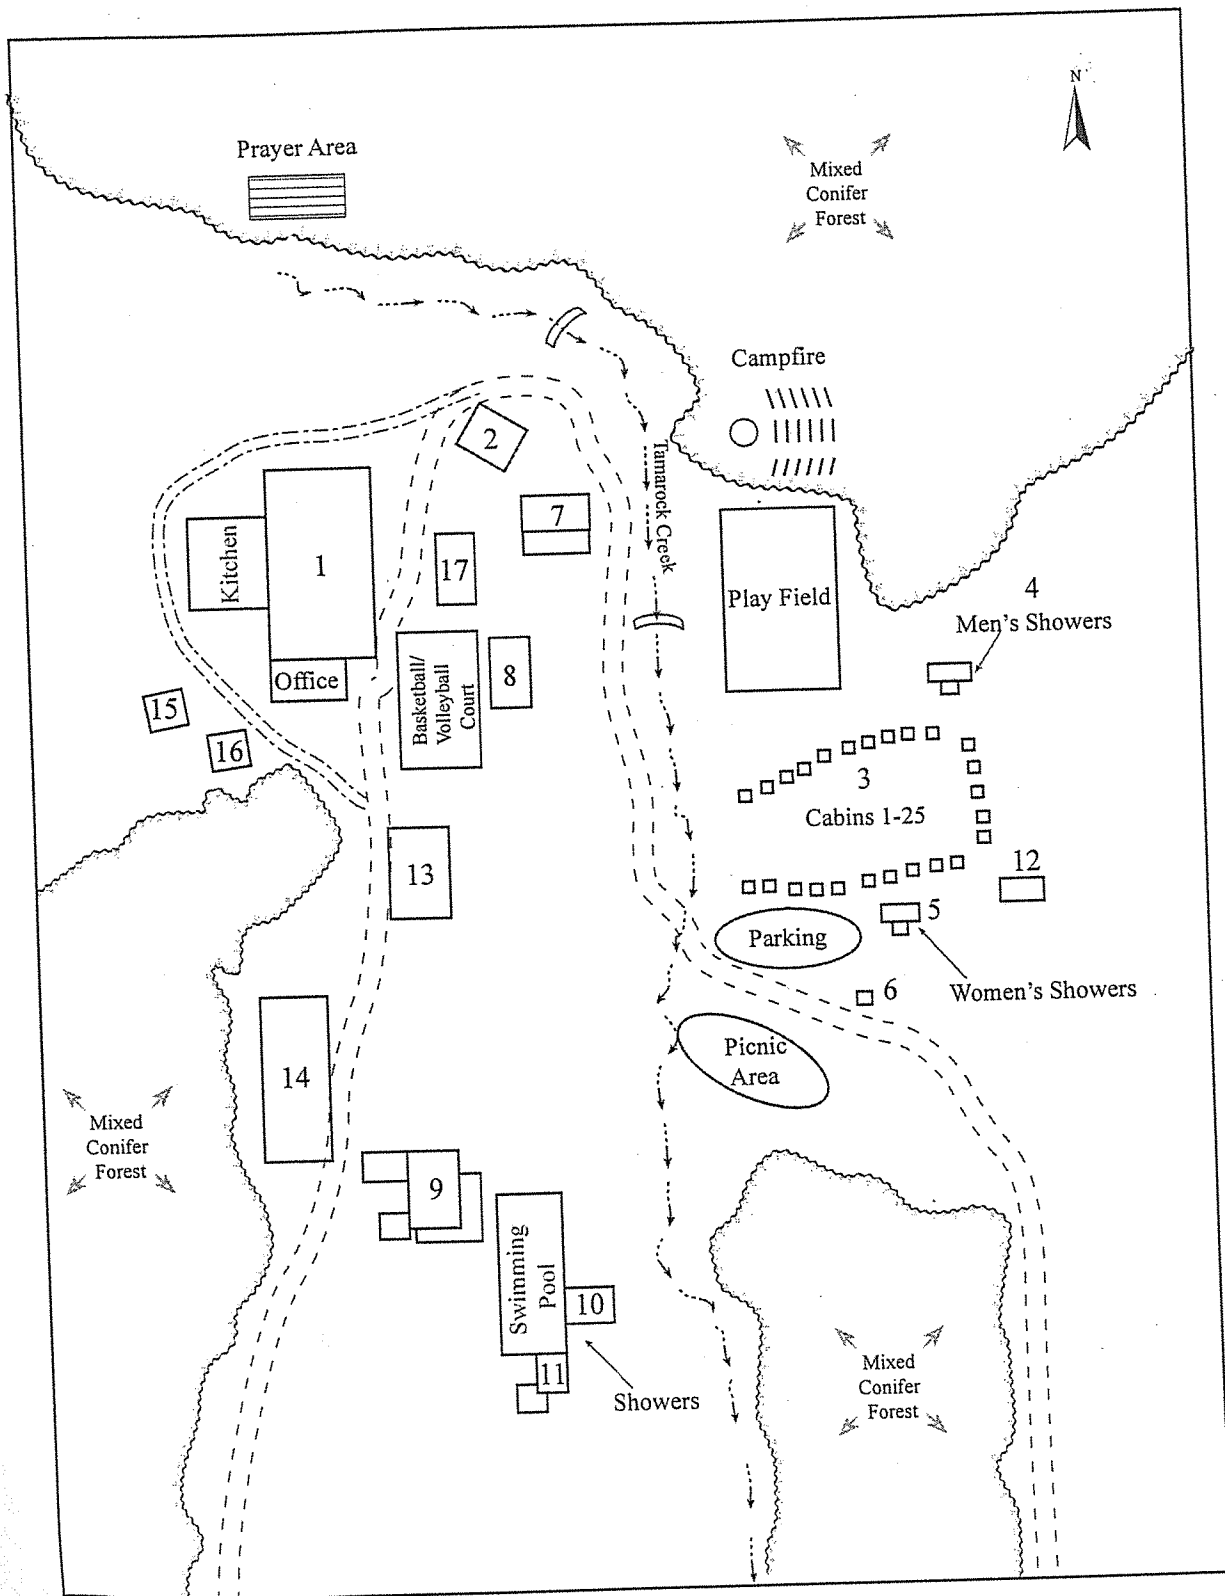 N
Prayer Area
Mixed
Conifer
Forest
Campfire
2
Tamarock Creek
7
Kitchen
1
17
Play Field
4
Men's Showers
Office
Basketball/
Volleyball
Court
8
15
16
3
Cabins 1-25
13
12
5
Parking
6
Women's Showers
14
Picnic
Area
Mixed
Conifer
Forest
9
Swimming
Pool
10
11
Showers
Mixed
Conifer
Forest